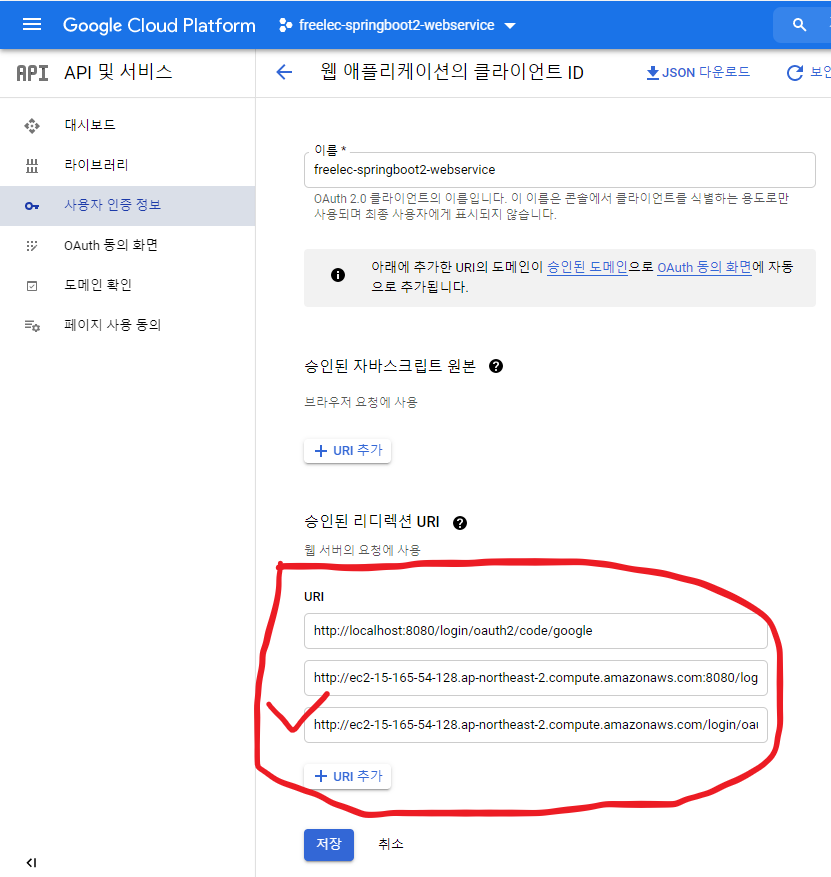 Google Cloud Platform
freelec-springboot2-webservice
API
API 및 서비스
웹 애플리케이션의 클라이언트 ID
JSON 다운로드
대시보드
라이브러리
사용자 인증 정보
OAuth 동의 화면
도메인 확인
페이지 사용 동의
이름 *
freelec-springboot2-webservice
OAuth 2.0 클라이언트의 이름입니다. 이 이름은 콘솔에서 클라이언트를 식별하는 용도로만
사용되며 최종 사용자에게 표시되지 않습니다.
아래에 추가한 URI의 도메인이 승인된 도메인으로 OAuth 동의 화면에 자동
으로 추가됩니다.
승인된 자바스크립트 원본
브라우저 요청에 사용
+ URI 추가
승인된 리디렉션 URI
웹 서버의 요청에 사용
URI
http://localhost:8080/login/oauth2/code/google
http://ec2-15-165-54-128.ap-northeast-2.compute.amazonaws.com:8080/log
http://ec2-15-165-54-128.ap-northeast-2.compute.amazonaws.com/login/oau
+ URI 추가
저장
취소